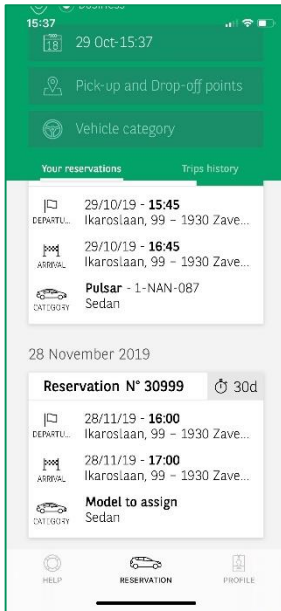 Business
15:37
29 Oct-15:37
Pick-up and Drop-off points
Vehicle category
Your reservations
Trips history
29/10/19 - 15:45
DEPARTU... Ikaroslaan, 99 – 1930 Zave...
29/10/19 - 16:45
ARRIVAL Ikaroslaan, 99 – 1930 Zave...
Pulsar - 1-NAN-087
CATEGORY Sedan
28 November 2019
Reservation N° 30999 30d
28/11/19 - 16:00
DEPARTU... Ikaroslaan, 99 – 1930 Zave...
28/11/19 - 17:00
ARRIVAL Ikaroslaan, 99 – 1930 Zave...
Model to assign
CATEGORY Sedan
HELP RESERVATION PROFILE